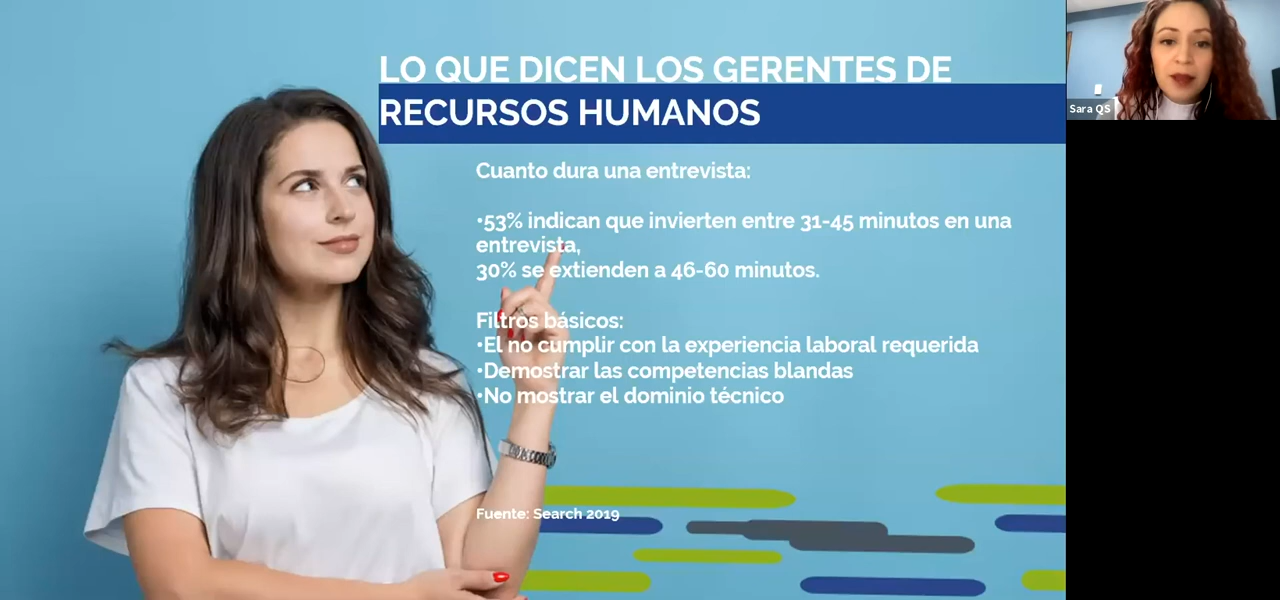 LO QUE DICEN LOS GERENTES DE
RECURSOS HUMANOS
Cuanto dura una entrevista:
•53% indican que invierten entre 31-45 minutos en una
entrevista,
30% se extienden a 46-60 minutos.
Filtros básicos:
•El no cumplir con la experiencia laboral requerida
•Demostrar las competencias blandas
•No mostrar el dominio técnico
Fuente: Search 2019
Sara QS